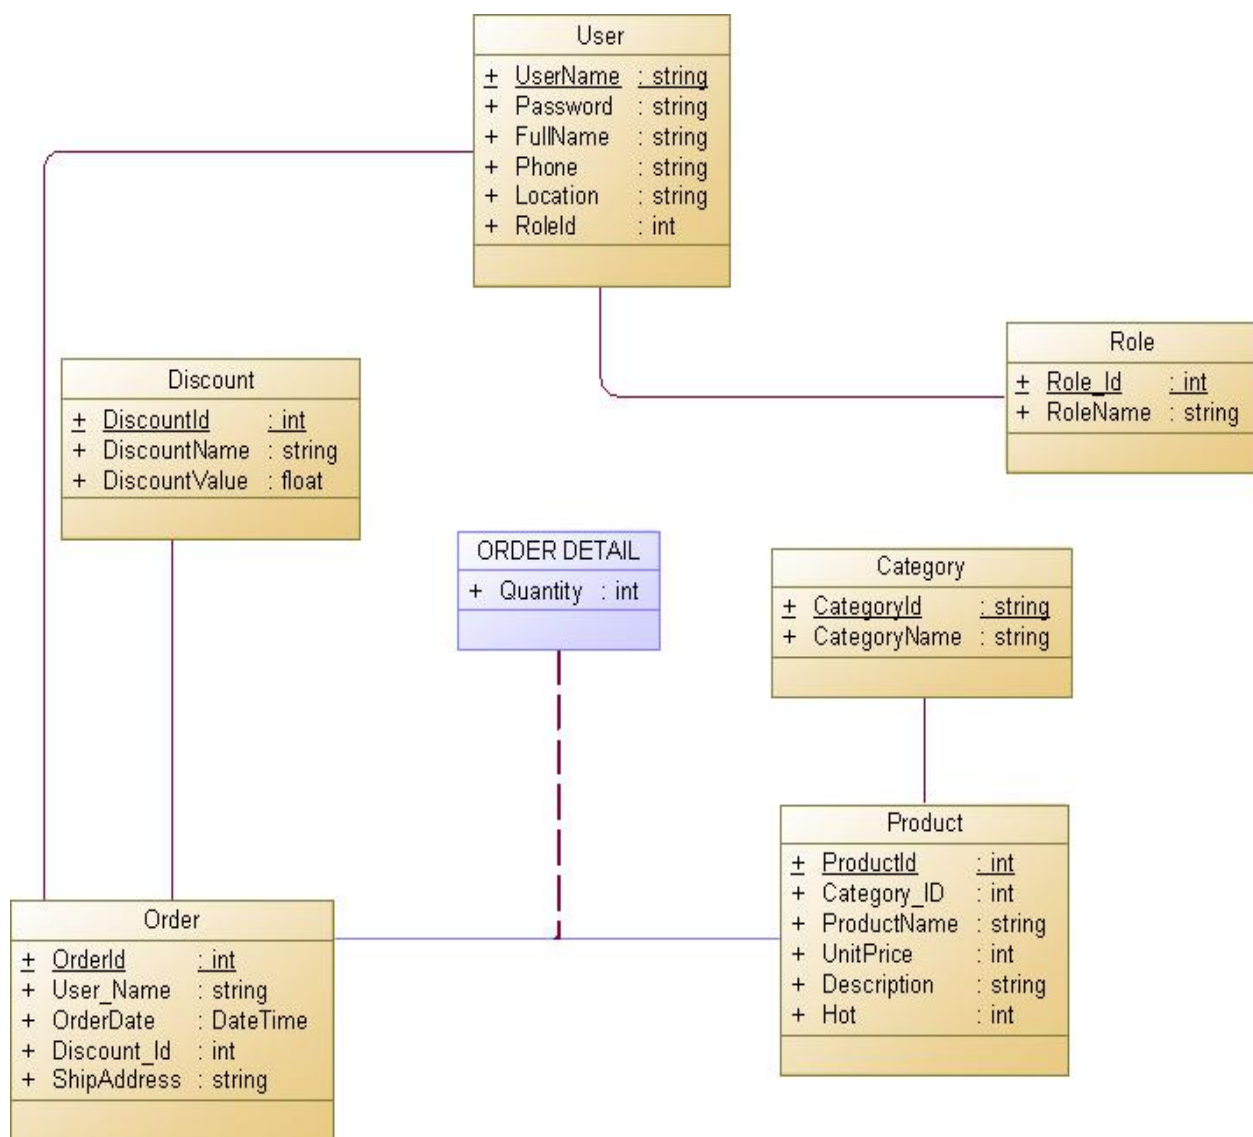 User
+ UserName : string
+ Password : string
+ FullName : string
+ Phone : string
+ Location : string
+ RoleId : int
Role
+ Role_Id : int
+ RoleName : string
Discount
+ DiscountId : int
+ DiscountName : string
+ DiscountValue : float
ORDER DETAIL
+ Quantity : int
Category
+ CategoryId : string
+ CategoryName : string
Product
+ ProductId : int
+ Category_ID : int
+ ProductName : string
+ UnitPrice : int
+ Description : string
+ Hot : int
Order
+ OrderId : int
+ User_Name : string
+ OrderDate : DateTime
+ Discount_Id : int
+ ShipAddress : string